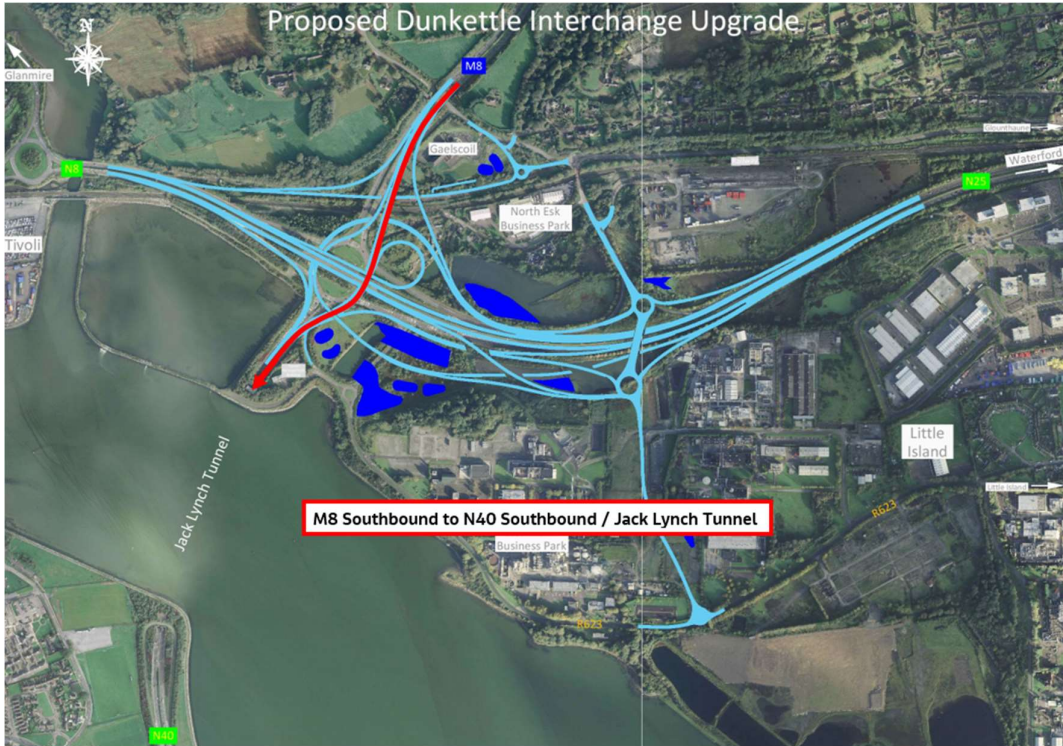 Proposed Dunkettle Interchange Upgrade
N
Glanmire
M8
Gaelscoil
Glounthaune
Waterford
N8
N25
North Esk
Business Park
Tivoli
Little
Island
Jack Lynch Tunnel
Little Island
R623
M8 Southbound to N40 Southbound / Jack Lynch Tunnel
Business Park
R623
N40